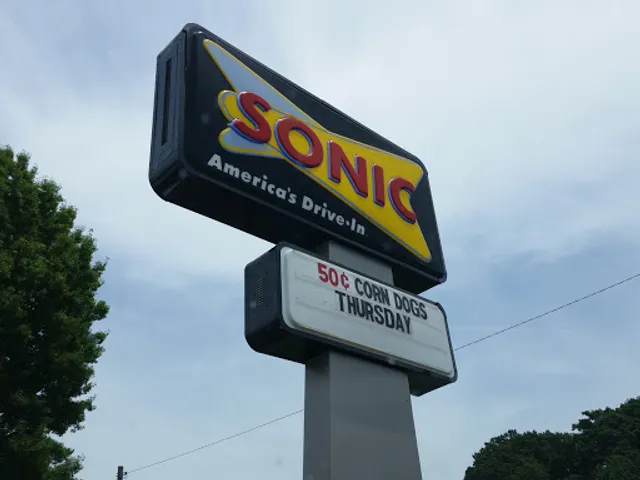 SONIC
America's Drive-In
50¢ CORN DOGS
THURSDAY